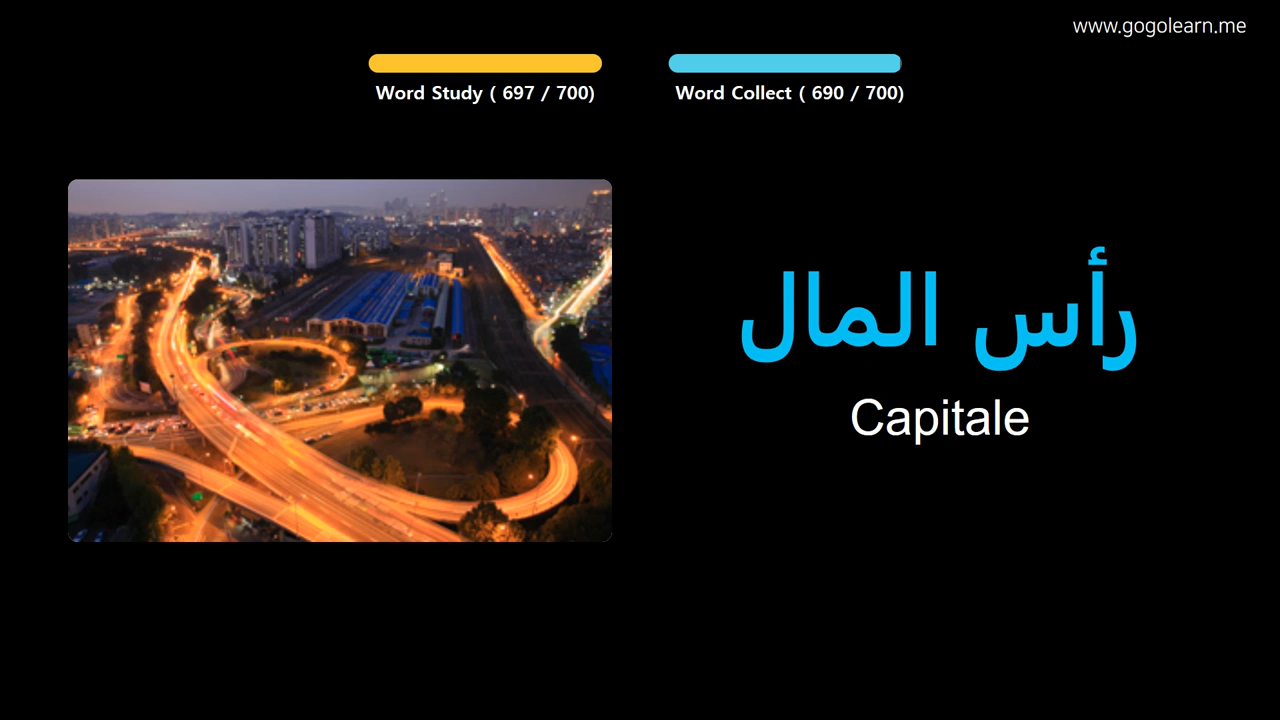 www.gogolearn.me
Word Study ( 697 / 700)
Word Collect ( 690 / 700)
رأس المال
Capitale